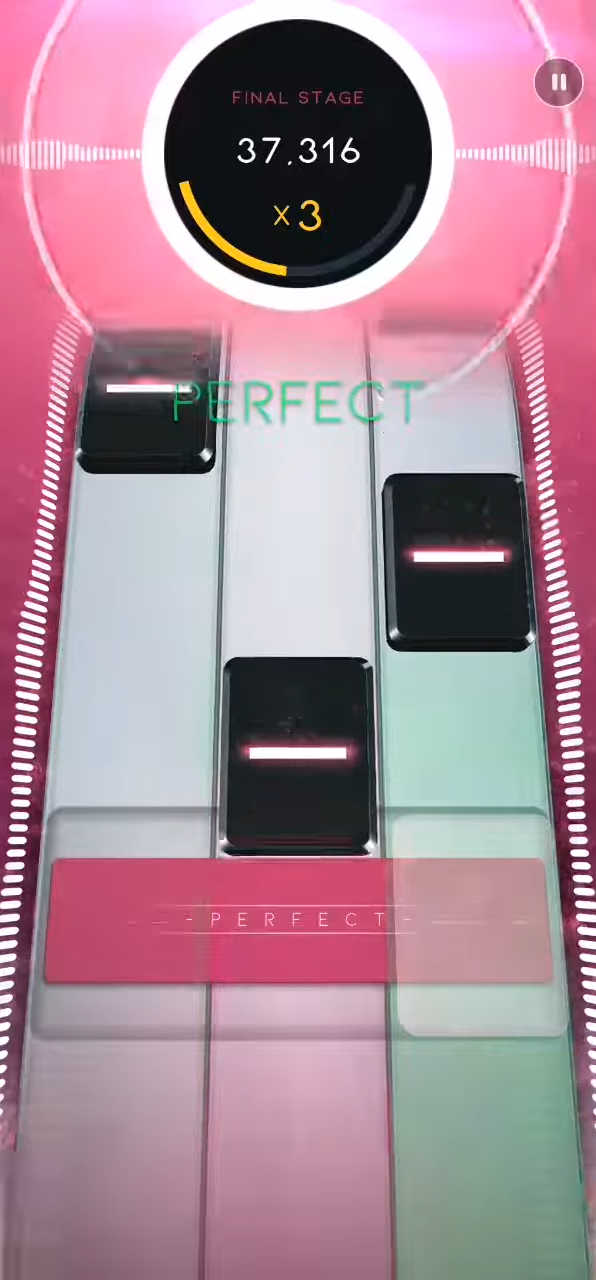 FINAL STAGE
37,316
x3
PERFECT
- PERFECT -